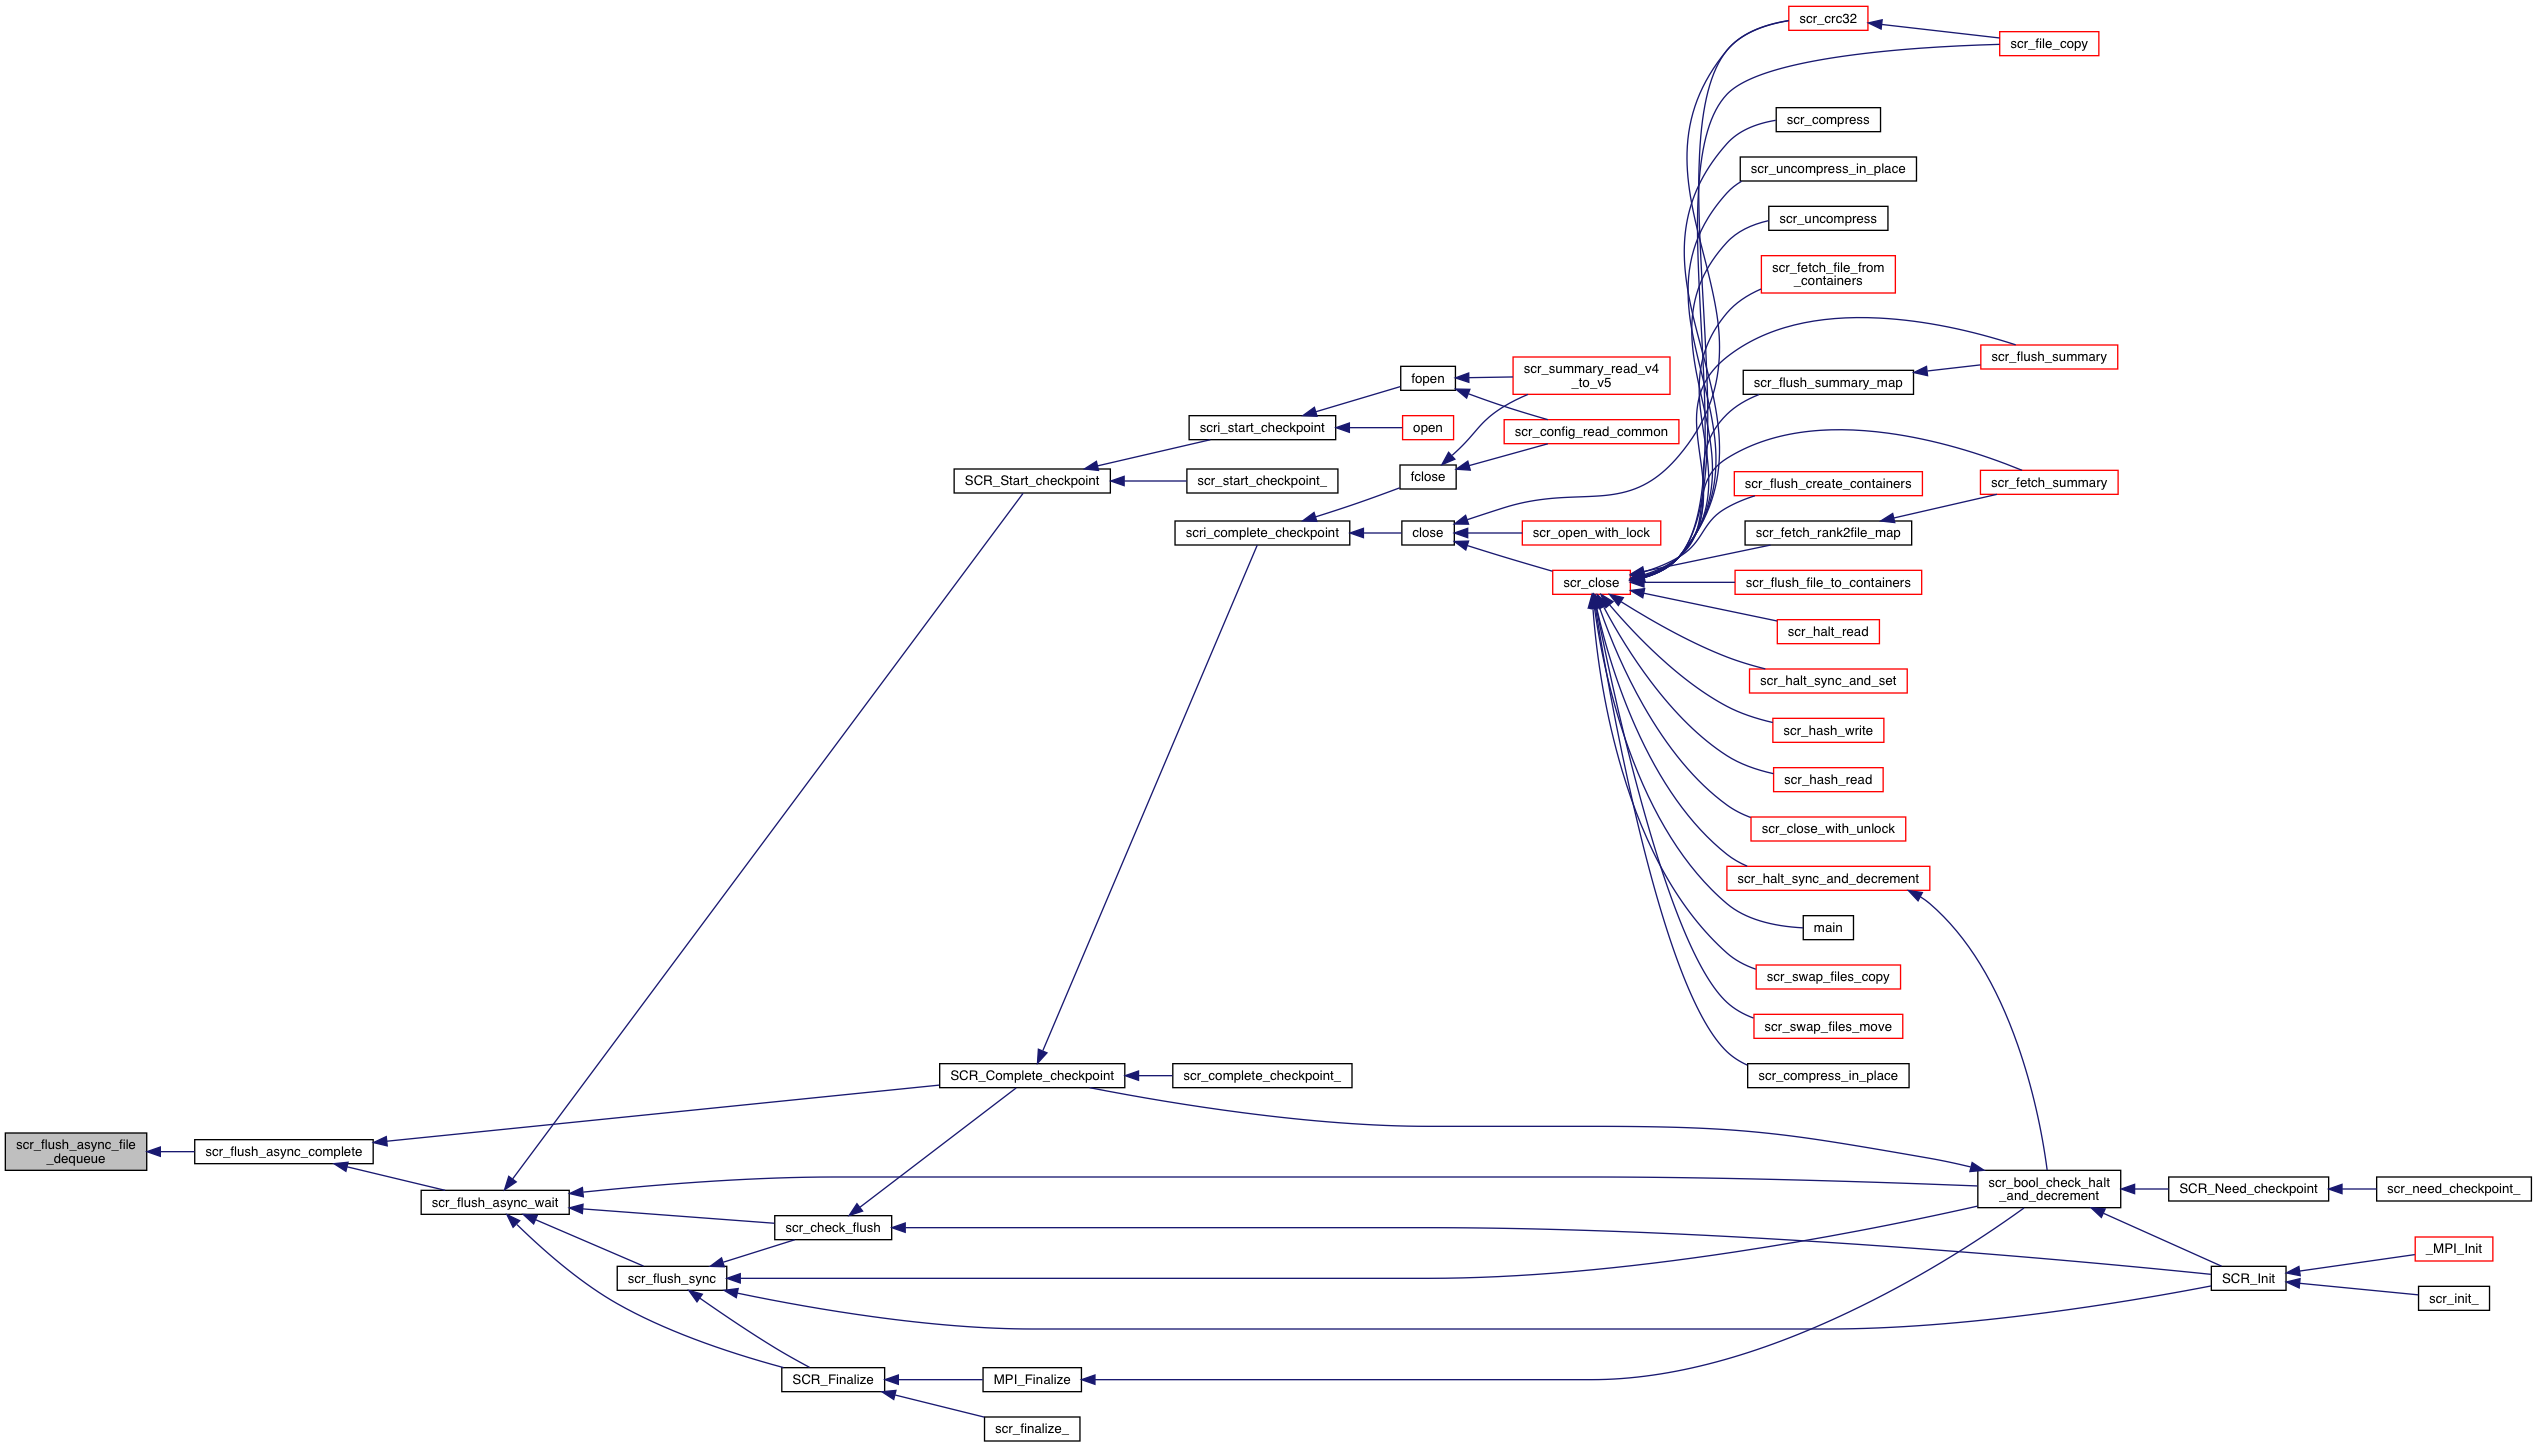 scr_crc32
scr_file_copy
scr_compress
scr_uncompress_in_place
scr_uncompress
scr_fetch_file_from
_containers
scr_flush_summary
scr_summary_read_v4
_to_v5
fopen
scr_flush_summary_map
scri_start_checkpoint
open
scr_config_read_common
SCR_Start_checkpoint
scr_start_checkpoint_
fclose
scr_flush_create_containers
scr_fetch_summary
scri_complete_checkpoint
close
scr_open_with_lock
scr_fetch_rank2file_map
scr_close
scr_flush_file_to_containers
scr_halt_read
scr_halt_sync_and_set
scr_hash_write
scr_hash_read
scr_close_with_unlock
scr_halt_sync_and_decrement
main
scr_swap_files_copy
scr_swap_files_move
SCR_Complete_checkpoint
scr_complete_checkpoint_
scr_compress_in_place
scr_flush_async_file
_dequeue
scr_flush_async_complete
scr_flush_async_wait
scr_bool_check_halt
_and_decrement
SCR_Need_checkpoint
scr_need_checkpoint_
scr_check_flush
_MPI_Init
scr_flush_sync
SCR_Init
scr_init_
SCR_Finalize
MPI_Finalize
scr_finalize_